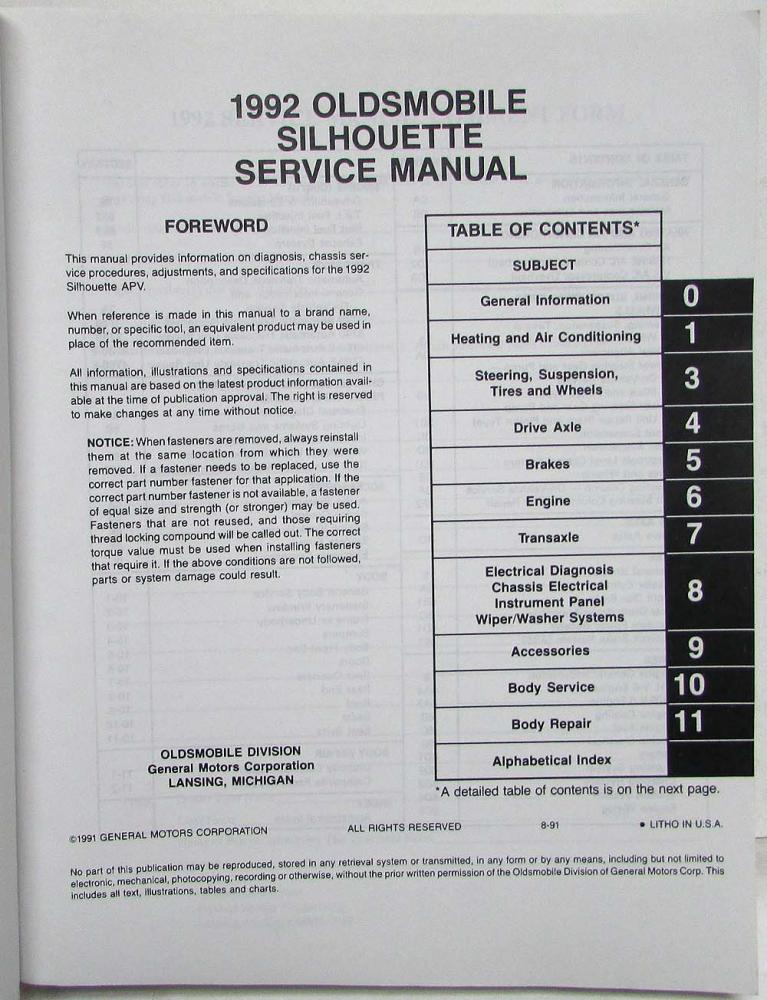 1992 OLDSMOBILE
SILHOUETTE
SERVICE MANUAL
FOREWORD
This manual provides information on diagnosis, chassis ser-
vice procedures, adjustments, and specifications for the 1992
Silhouette APV.
When reference is made in this manual to a brand name,
number, or specific tool, an equivalent product may be used in
place of the recommended item.
All information, illustrations and specifications contained in
this manual are based on the latest product information avail-
able at the time of publication approval. The right is reserved
to make changes at any time without notice.
NOTICE: When fasteners are removed, always reinstall
them at the same location from which they were
removed. If a fastener needs to be replaced, use the
correct part number fastener for that application. If the
correct part number fastener is not available, a fastener
of equal size and strength (or stronger) may be used.
Fasteners that are not reused, and those requiring
thread locking compound will be called out. The correct
torque value must be used when installing fasteners
that require it. If the above conditions are not followed,
parts or system damage could result.
OLDSMOBILE DIVISION
General Motors Corporation
LANSING, MICHIGAN
TABLE OF CONTENTS*
SUBJECT
General Information 0
Heating and Air Conditioning 1
Steering, Suspension,
Tires and Wheels 3
Drive Axle 4
Brakes 5
Engine 6
Transaxle 7
Electrical Diagnosis
Chassis Electrical
Instrument Panel
Wiper/Washer Systems 8
Accessories 9
Body Service 10
Body Repair 11
Alphabetical Index
*A detailed table of contents is on the next page.
©1991 GENERAL MOTORS CORPORATION ALL RIGHTS RESERVED 8-91 • LITHO IN U.S.A.
No part of this publication may be reproduced, stored in any retrieval system or transmitted, in any form or by any means, including but not limited to
electronic, mechanical, photocopying, recording or otherwise, without the prior written permission of the Oldsmobile Division of General Motors Corp. This
includes all text, illustrations, tables and charts.